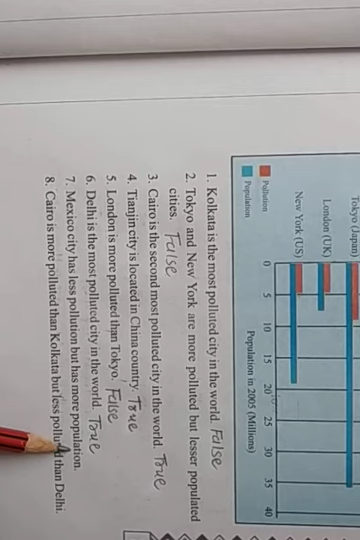 Tokyo (Japan)
London (UK)
New York (US)
0 5 10 15 20 25 30 35 40
Population in 2005 (Millions)
Pollution
Population
1. Kolkata is the most polluted city in the world. False
2. Tokyo and New York are more polluted but lesser populated
cities. False
3. Cairo is the second most polluted city in the world. True
4. Tianjin city is located in China country. True
5. London is more polluted than Tokyo. False
6. Delhi is the most polluted city in the world. True
7. Mexico city has less pollution but has more population.
8. Cairo is more polluted than Kolkata but less polluted than Delhi.